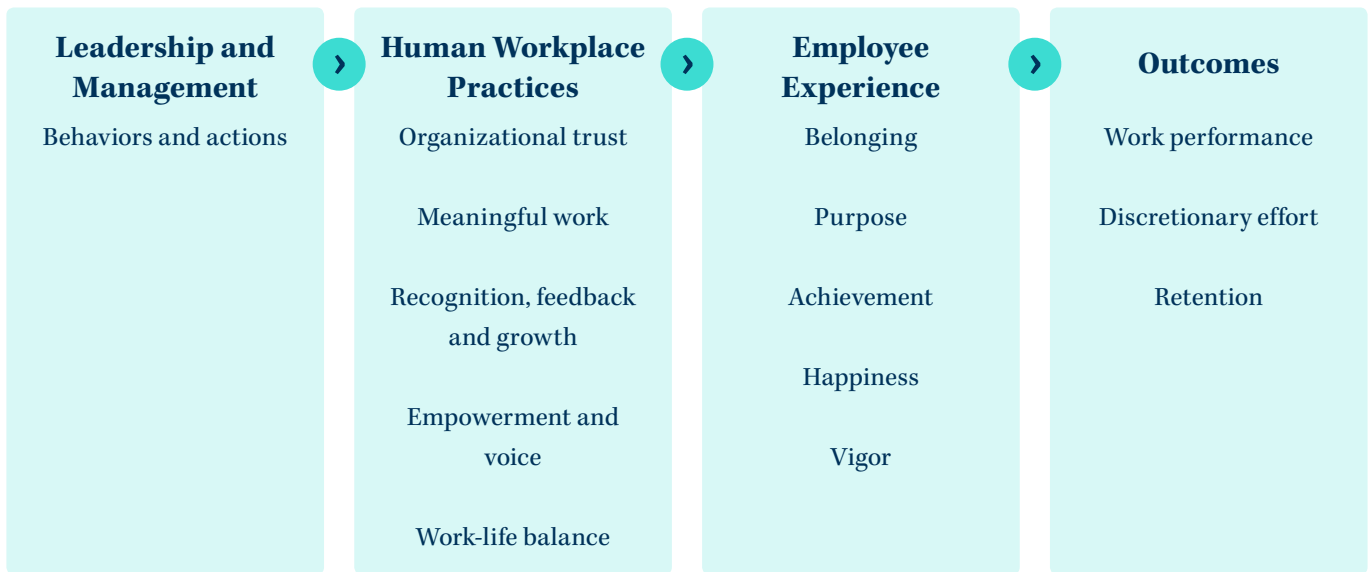 Leadership and
Management
Behaviors and actions
›
Human Workplace
Practices
Organizational trust
Meaningful work
Recognition, feedback
and growth
Empowerment and
voice
Work-life balance
›
Employee
Experience
Belonging
Purpose
Achievement
Happiness
Vigor
›
Outcomes
Work performance
Discretionary effort
Retention